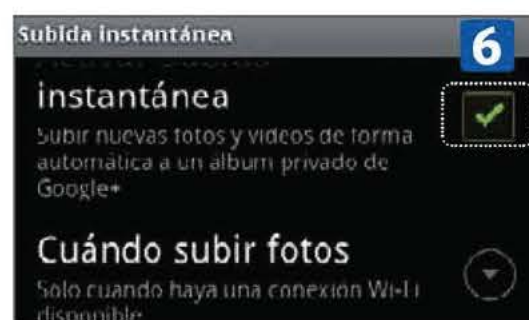 Subida instantánea
6
instantánea
Subir nuevas fotos y vídeos de forma
automática a un álbum privado de
Google+
Cuándo subir fotos
Solo cuando haya una conexión Wi-Fi
disponible